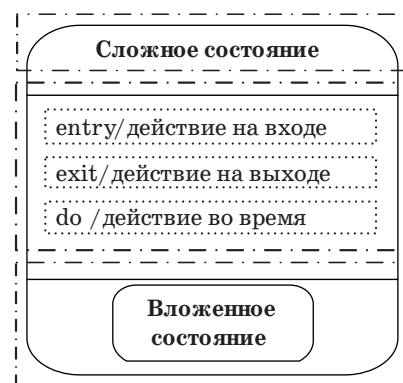 Сложное состояние
entry/действие на входе
exit/действие на выходе
do /действие во время
Вложенное
состояние